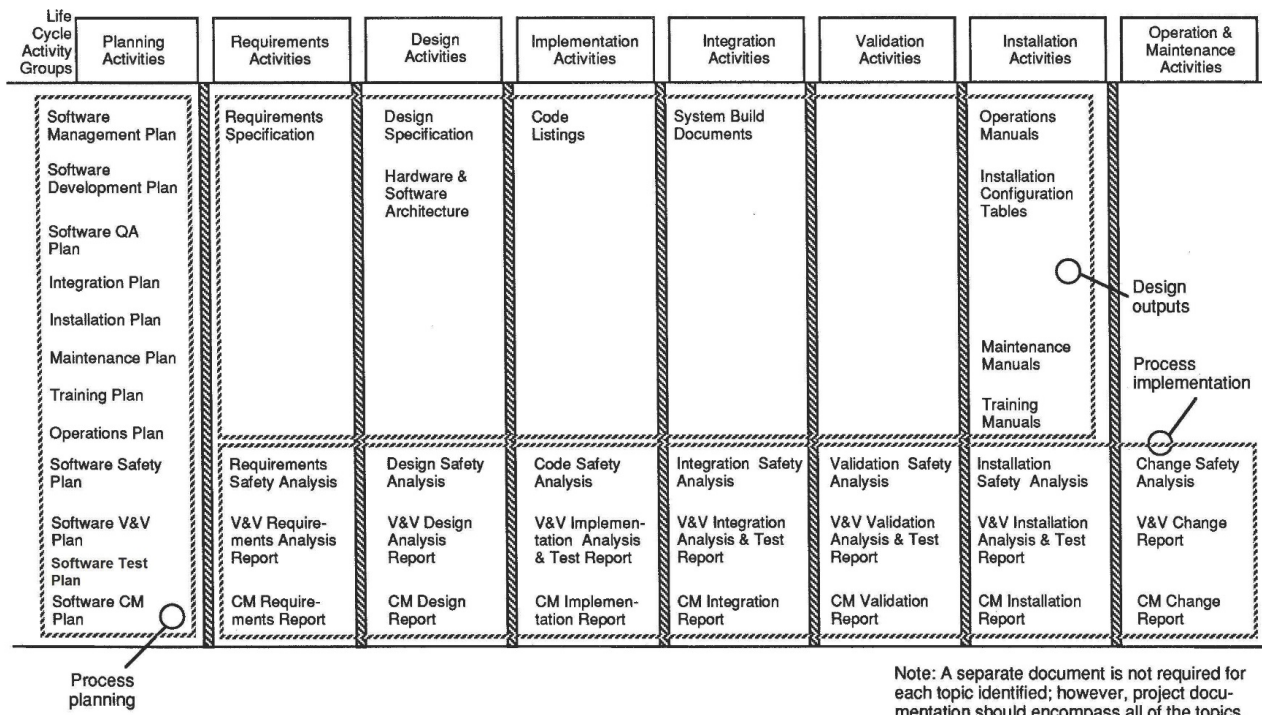 Life
Cycle
Activity
Groups
Planning
Activities
Requirements
Activities
Design
Activities
Implementation
Activities
Integration
Activities
Validation
Activities
Installation
Activities
Operation &
Maintenance
Activities
Software
Management Plan
Software
Development Plan
Software QA
Plan
Integration Plan
Installation Plan
Maintenance Plan
Training Plan
Operations Plan
Software Safety
Plan
Software V&V
Plan
Software Test
Plan
Software CM
Plan
Requirements
Specification
Requirements
Safety Analysis
V&V Require-
ments Analysis
Report
CM Require-
ments Report
Design
Specification
Hardware &
Software
Architecture
Design Safety
Analysis
V&V Design
Analysis
Report
CM Design
Report
Code
Listings
Code Safety
Analysis
V&V Implemen-
tation Analysis
& Test Report
CM Implemen-
tation Report
System Build
Documents
Integration Safety
Analysis
V&V Integration
Analysis & Test
Report
CM Integration
Report
Validation Safety
Analysis
V&V Validation
Analysis & Test
Report
CM Validation
Report
Operations
Manuals
Installation
Configuration
Tables
Maintenance
Manuals
Training
Manuals
Installation
Safety Analysis
V&V Installation
Analysis & Test
Report
CM Installation
Report
Design
outputs
Process
implementation
Change Safety
Analysis
V&V Change
Report
CM Change
Report
Process
planning
Note: A separate document is not required for
each topic identified; however, project docu-
mentation should encompass all of the topics.